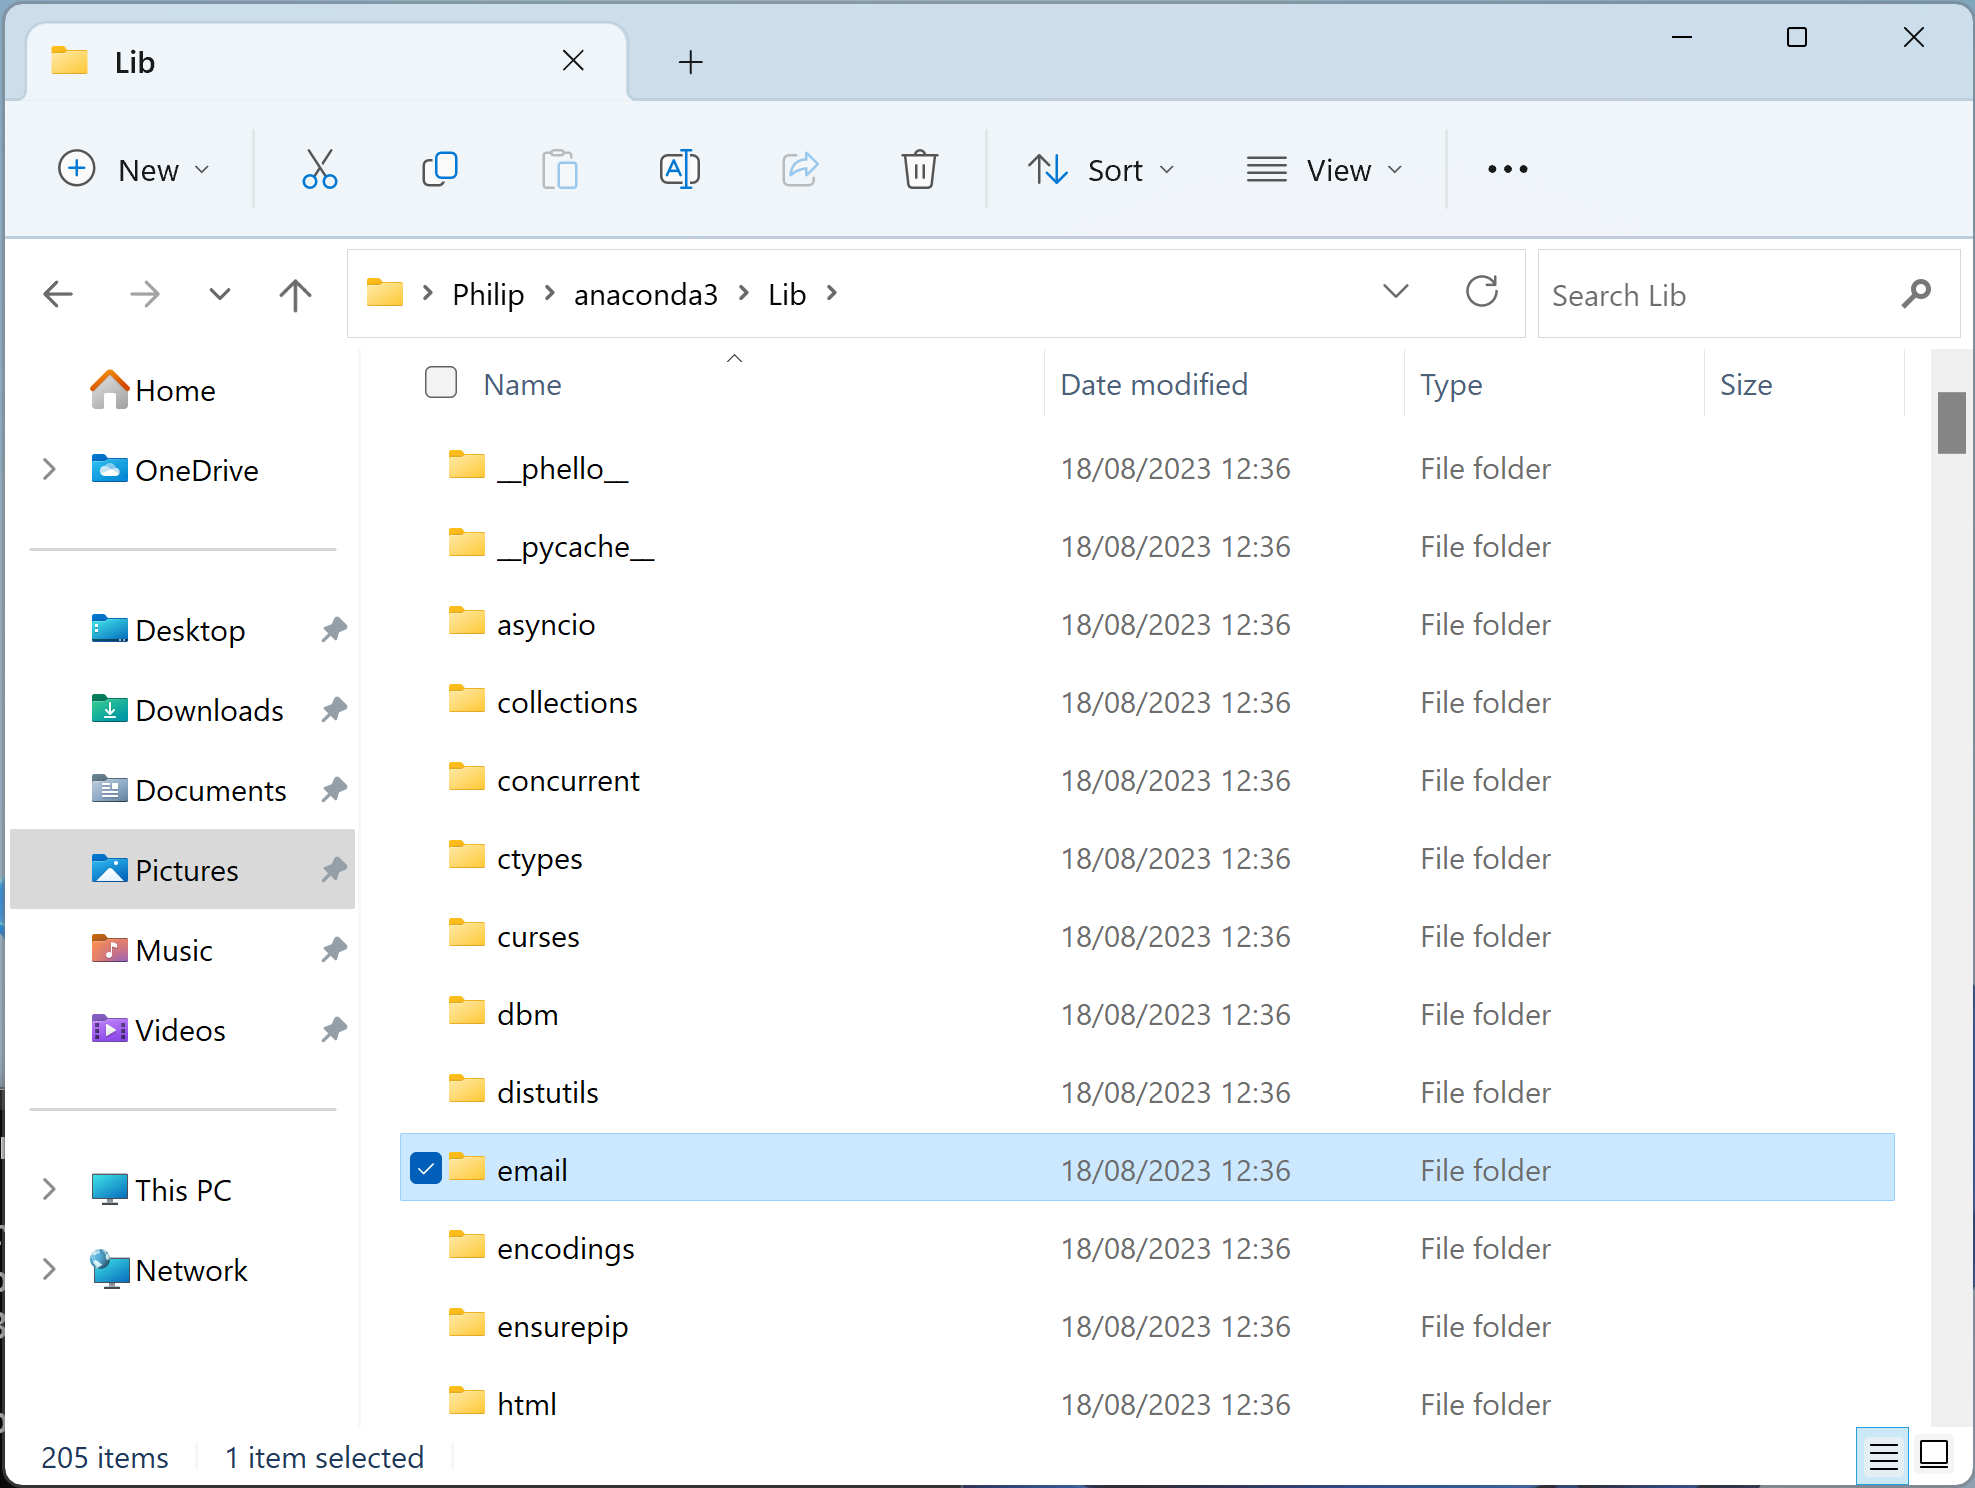 Lib
New Sort View
Philip anaconda3 Lib
Search Lib
Home
OneDrive
Desktop
Downloads
Documents
Pictures
Music
Videos
This PC
Network
Name Date modified Type Size
__phello__ 18/08/2023 12:36 File folder
__pycache__ 18/08/2023 12:36 File folder
asyncio 18/08/2023 12:36 File folder
collections 18/08/2023 12:36 File folder
concurrent 18/08/2023 12:36 File folder
ctypes 18/08/2023 12:36 File folder
curses 18/08/2023 12:36 File folder
dbm 18/08/2023 12:36 File folder
distutils 18/08/2023 12:36 File folder
email 18/08/2023 12:36 File folder
encodings 18/08/2023 12:36 File folder
ensurepip 18/08/2023 12:36 File folder
html 18/08/2023 12:36 File folder
205 items 1 item selected